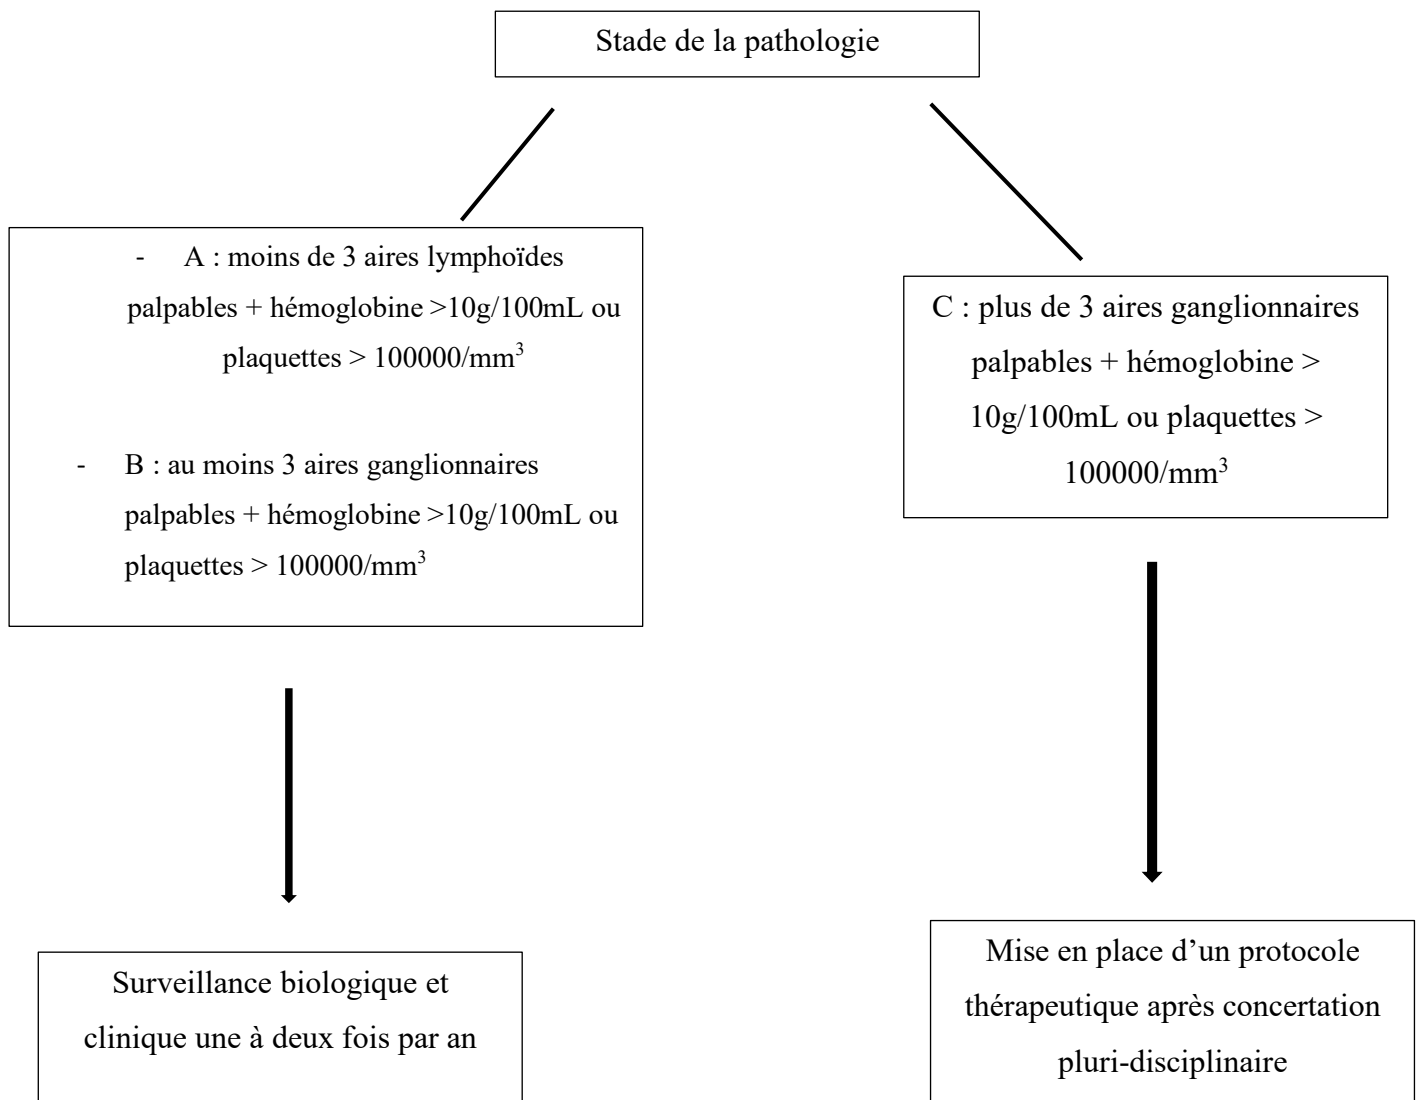 Stade de la pathologie
- A : moins de 3 aires lymphoïdes
palpables + hémoglobine >10g/100mL ou
plaquettes > 100000/mm³
- B : au moins 3 aires ganglionnaires
palpables + hémoglobine >10g/100mL ou
plaquettes > 100000/mm³
C : plus de 3 aires ganglionnaires
palpables + hémoglobine >
10g/100mL ou plaquettes >
100000/mm³
Surveillance biologique et
clinique une à deux fois par an
Mise en place d’un protocole
thérapeutique après concertation
pluri-disciplinaire